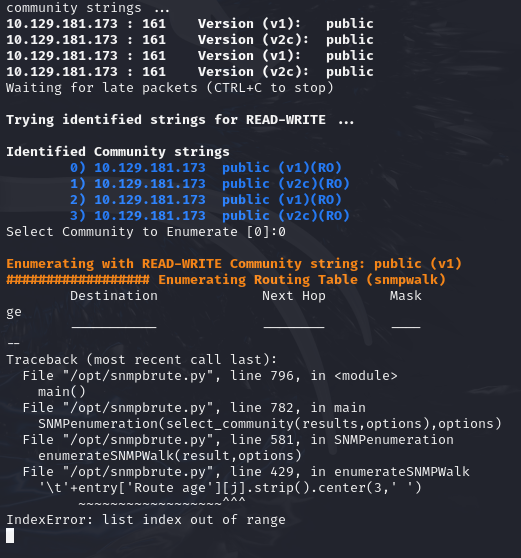 community strings …
10.129.181.173 : 161    Version (v1):   public
10.129.181.173 : 161    Version (v2c):  public
10.129.181.173 : 161    Version (v1):   public
10.129.181.173 : 161    Version (v2c):  public
Waiting for late packets (CTRL+C to stop)
Trying identified strings for READ-WRITE …
Identified Community strings
        0) 10.129.181.173  public (v1)(RO)
        1) 10.129.181.173  public (v2c)(RO)
        2) 10.129.181.173  public (v1)(RO)
        3) 10.129.181.173  public (v2c)(RO)
Select Community to Enumerate [0]:0
Enumerating with READ-WRITE Community string: public (v1)
################## Enumerating Routing Table (snmpwalk)
        Destination             Next Hop        Mask
ge
        -----------             --------        ----
--
Traceback (most recent call last):
  File "/opt/snmpbrute.py", line 796, in <module>
    main()
  File "/opt/snmpbrute.py", line 782, in main
    SNMPenumeration(select_community(results,options),options)
  File "/opt/snmpbrute.py", line 581, in SNMPenumeration
    enumerateSNMPWalk(result,options)
  File "/opt/snmpbrute.py", line 429, in enumerateSNMPWalk
    '\t'+entry['Route age'][j].strip().center(3,' ')
         ~~~~~~~~~~~~~~~~~~^^^
IndexError: list index out of range